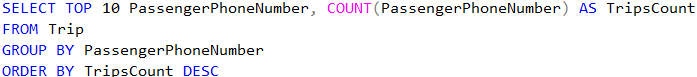 SELECT TOP 10 PassengerPhoneNumber, COUNT(PassengerPhoneNumber) AS TripsCount
FROM Trip
GROUP BY PassengerPhoneNumber
ORDER BY TripsCount DESC